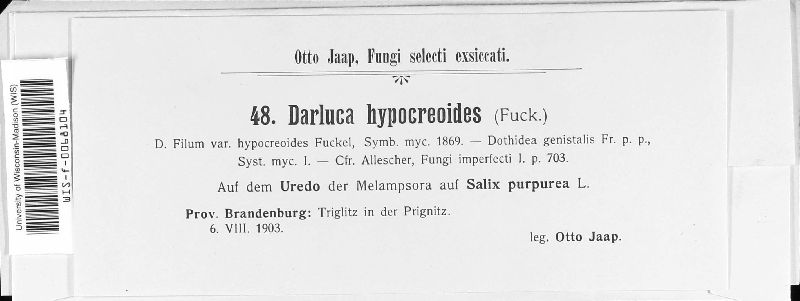 Otto Jaap, Fungi selecti exsiccati.
48. Darluca hypocreoides (Fuck.)
D. Filum var. hypocreoides Fuckel, Symb. myc. 1869. — Dothidea genistalis Fr. p. p.,
Syst. myc. I. — Cfr. Allescher, Fungi imperfecti I. p. 703.
Auf dem Uredo der Melampsora auf Salix purpurea L.
Prov. Brandenburg: Triglitz in der Prignitz.
6. VIII. 1903.
leg. Otto Jaap.
University of Wisconsin-Madison (WIS)
WIS-f-0068104